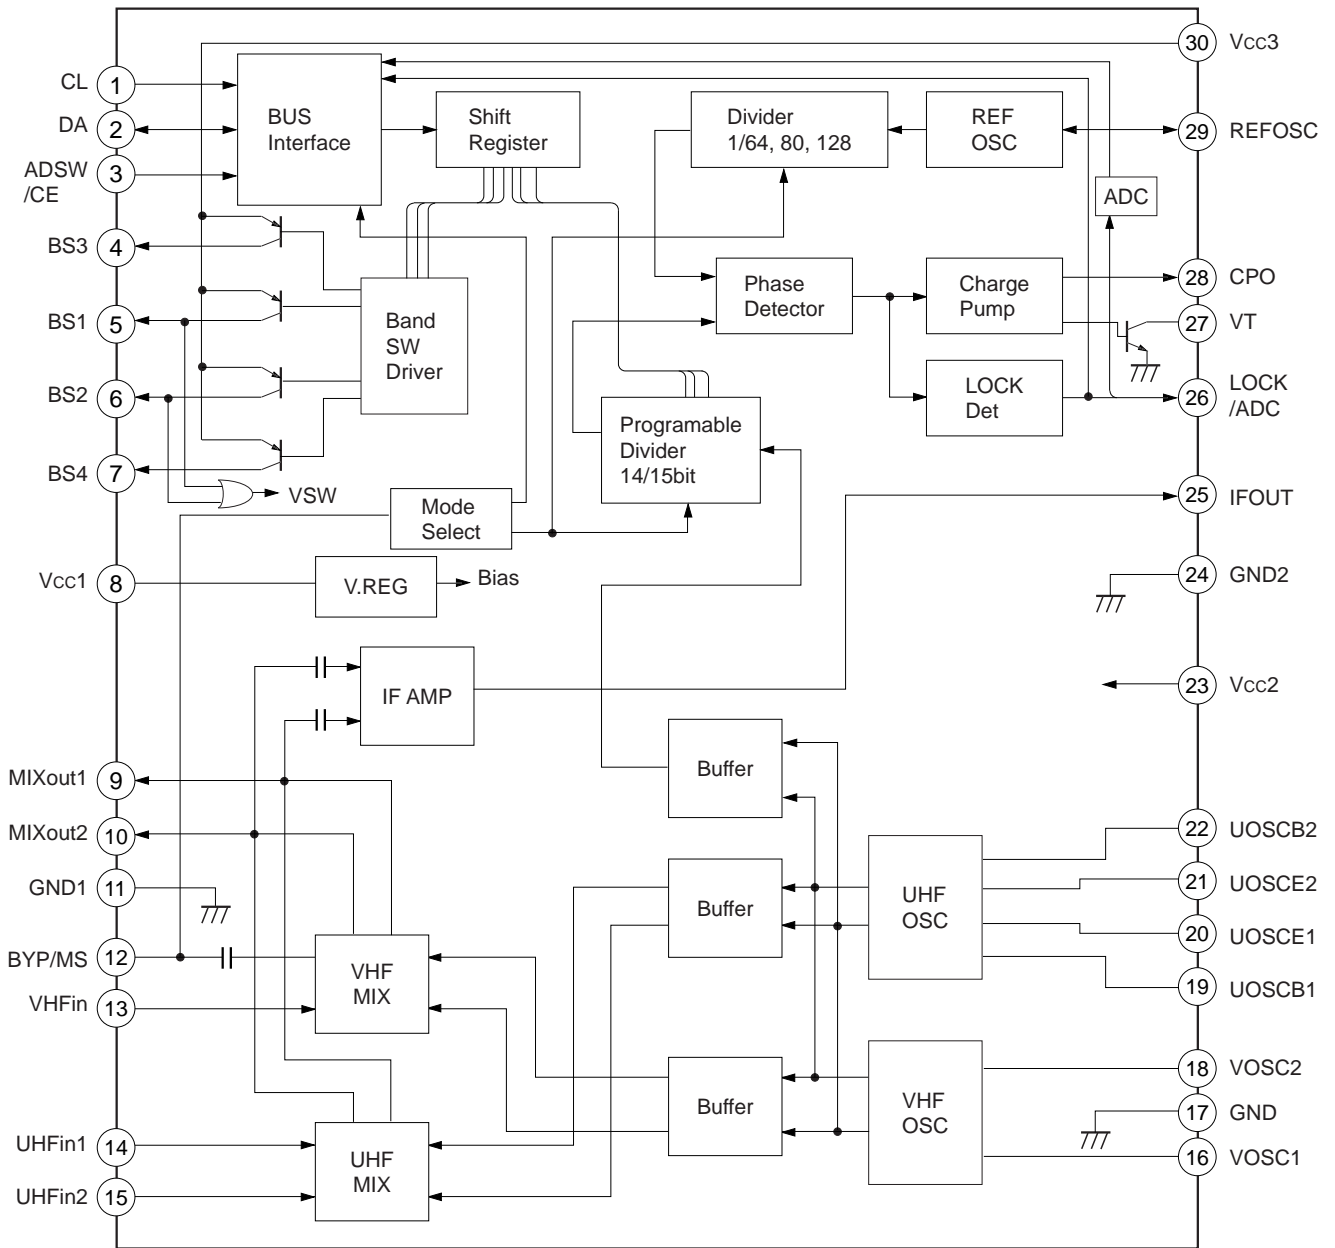 CL
1
DA
2
ADSW
/CE
3
BS3
4
BS1
5
BS2
6
BS4
7
Vcc1
8
MIXout1
9
MIXout2
10
GND1
11
BYP/MS
12
VHFin
13
UHFin1
14
UHFin2
15
BUS
Interface
Shift
Register
Divider
1/64, 80, 128
REF
OSC
ADC
Band
SW
Driver
Phase
Detector
Charge
Pump
LOCK
Det
Programable
Divider
14/15bit
VSW
Mode
Select
V.REG
Bias
IF AMP
Buffer
Buffer
UHF
OSC
VHF
MIX
Buffer
VHF
OSC
UHF
MIX
30
Vcc3
29
REFOSC
28
CPO
27
VT
26
LOCK
/ADC
25
IFOUT
24
GND2
23
Vcc2
22
UOSCB2
21
UOSCE2
20
UOSCE1
19
UOSCB1
18
VOSC2
17
GND
16
VOSC1